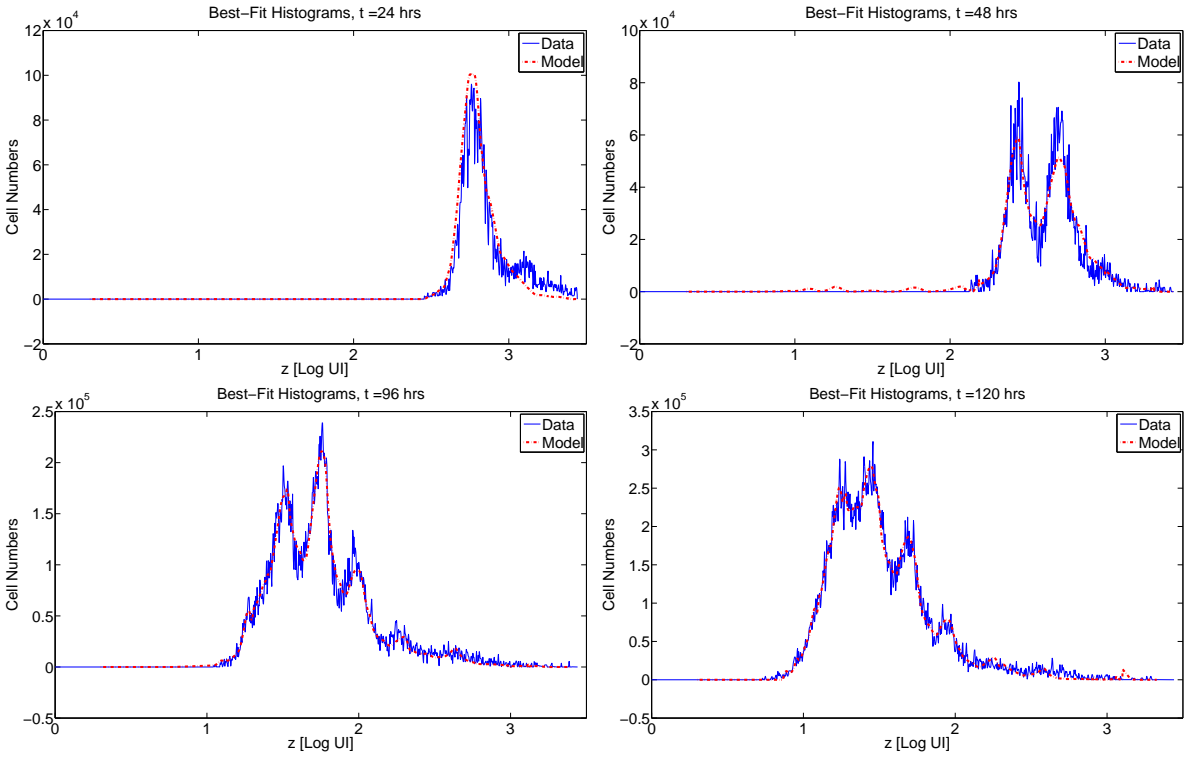 Best−Fit Histograms, t =24 hrs
x 10^4
12
10
8
6
4
2
0
−2
0 1 2 3
Cell Numbers
z [Log UI]
Data
Model
Best−Fit Histograms, t =48 hrs
x 10^4
10
8
6
4
2
0
−2
0 1 2 3
Cell Numbers
z [Log UI]
Data
Model
Best−Fit Histograms, t =96 hrs
x 10^5
2.5
2
1.5
1
0.5
0
−0.5
0 1 2 3
Cell Numbers
z [Log UI]
Data
Model
Best−Fit Histograms, t =120 hrs
x 10^5
3.5
3
2.5
2
1.5
1
0.5
0
−0.5
0 1 2 3
Cell Numbers
z [Log UI]
Data
Model